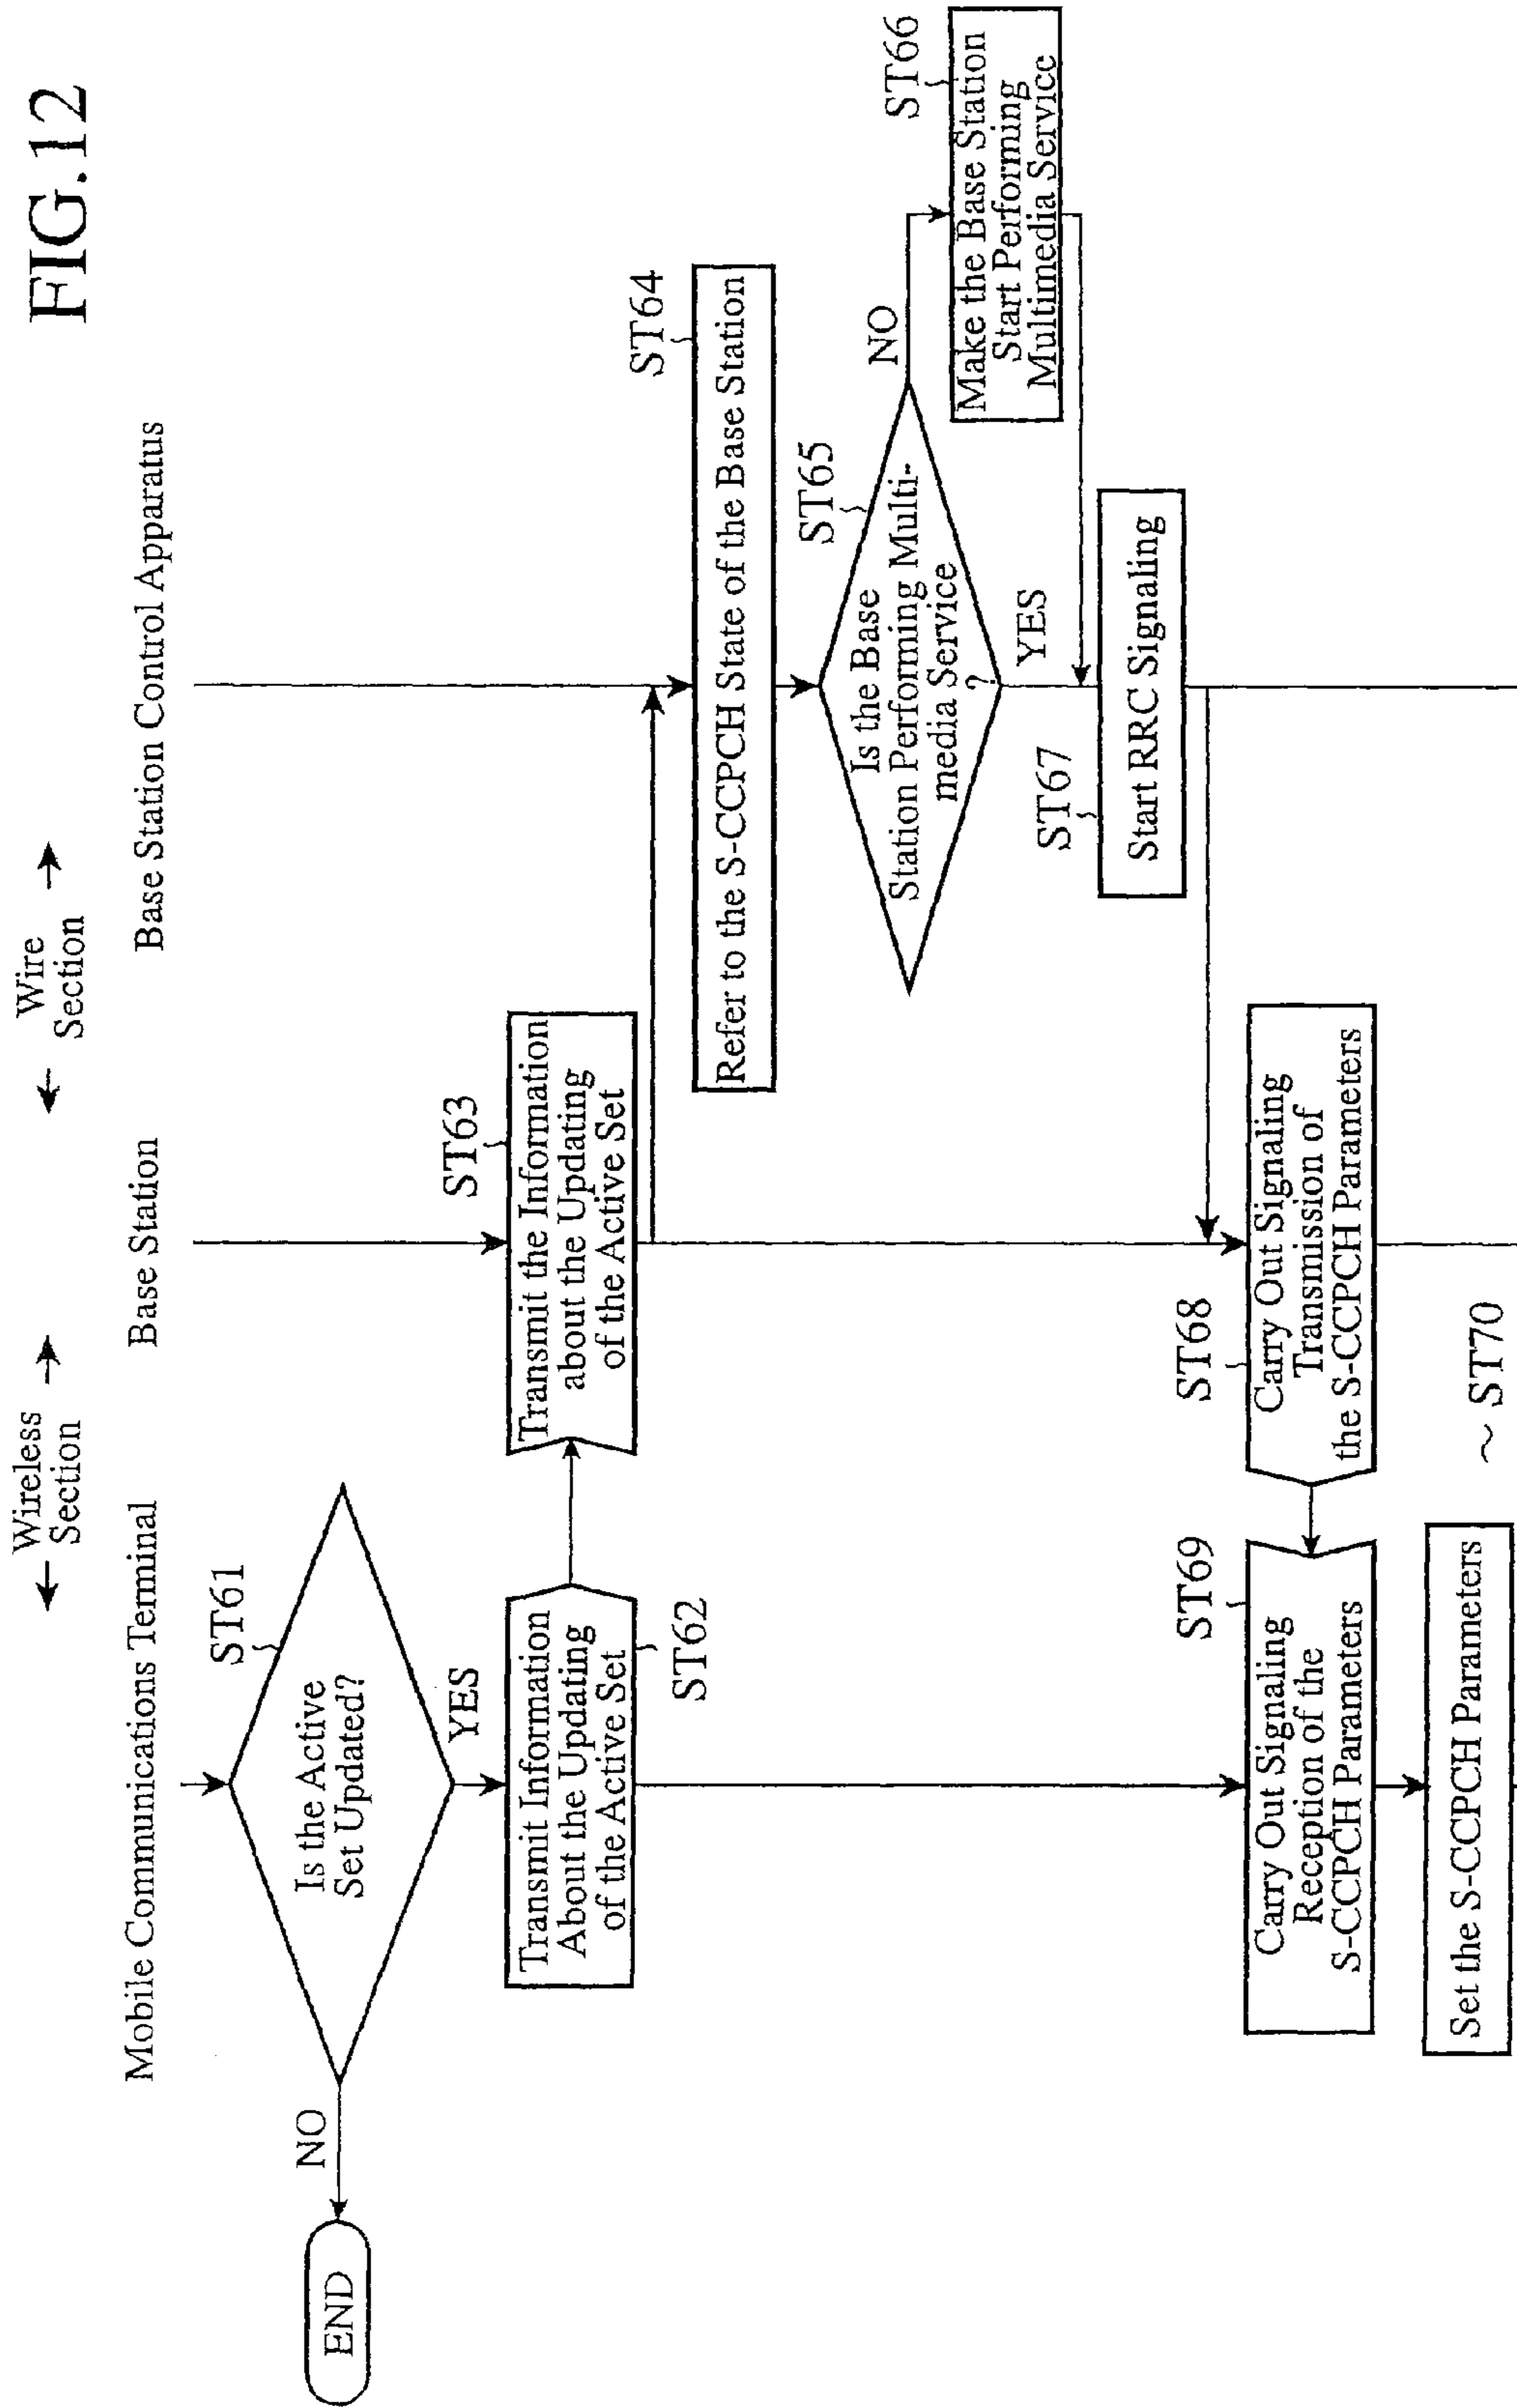 FIG.12
← Wireless Section →
← Wire Section →
Mobile Communications Terminal
Base Station
Base Station Control Apparatus
ST61
Is the Active
Set Updated?
NO
END
YES
Transmit Information
About the Updating
of the Active Set
ST62
ST63
Transmit the Information
about the Updating
of the Active Set
ST64
Refer to the S-CCPCH State of the Base Station
ST65
Is the Base
Station Performing Multi-
media Service
?
NO
ST66
Make the Base Station
Start Performing
Multimedia Service
YES
ST67
Start RRC Signaling
ST68
Carry Out Signaling
Transmission of
the S-CCPCH Parameters
ST69
Carry Out Signaling
Reception of the
S-CCPCH Parameters
Set the S-CCPCH Parameters
~ ST70